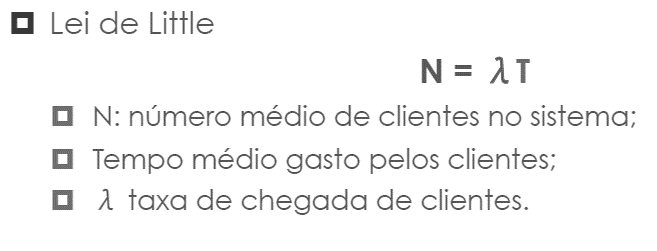 Lei de Little
N = λT
N: número médio de clientes no sistema;
Tempo médio gasto pelos clientes;
λ taxa de chegada de clientes.